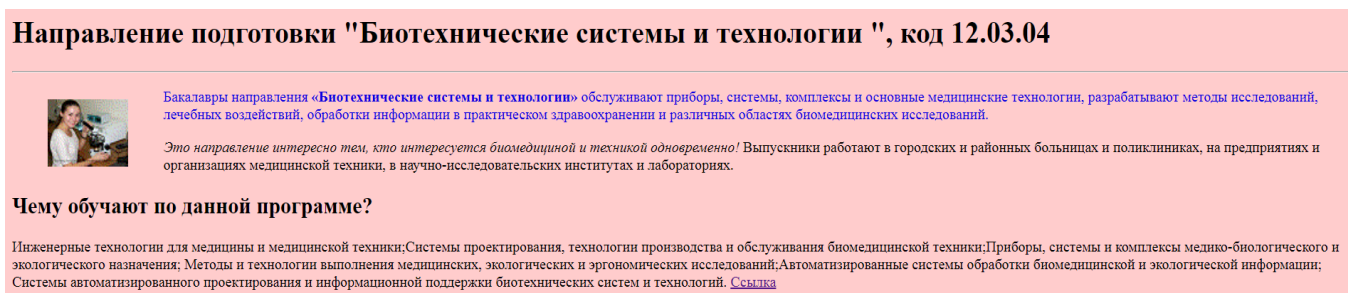 Направление подготовки "Биотехнические системы и технологии ", код 12.03.04
Бакалавры направления «Биотехнические системы и технологии» обслуживают приборы, системы, комплексы и основные медицинские технологии, разрабатывают методы исследований,
лечебных воздействий, обработки информации в практическом здравоохранении и различных областях биомедицинских исследований.
Это направление интересно тем, кто интересуется биомедициной и техникой одновременно! Выпускники работают в городских и районных больницах и поликлиниках, на предприятиях и
организациях медицинской техники, в научно-исследовательских институтах и лабораториях.
Чему обучают по данной программе?
Инженерные технологии для медицины и медицинской техники;Системы проектирования, технологии производства и обслуживания биомедицинской техники;Приборы, системы и комплексы медико-биологического и
экологического назначения; Методы и технологии выполнения медицинских, экологических и эргономических исследований;Автоматизированные системы обработки биомедицинской и экологической информации;
Системы автоматизированного проектирования и информационной поддержки биотехнических систем и технологий. Ссылка